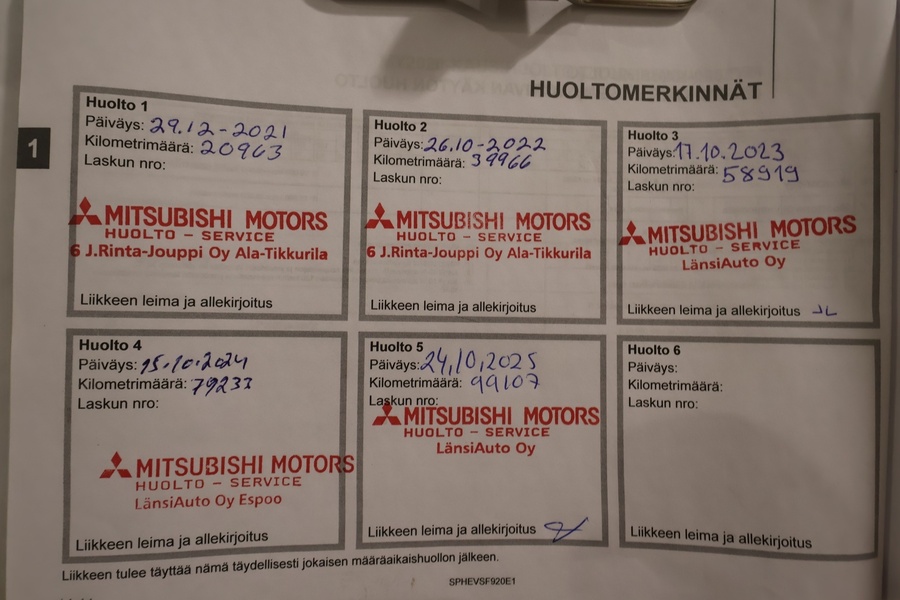 HUOLTOMERKINNÄT
1
Huolto 1
Päiväys: 29.12-2021
Kilometrimäärä: 20963
Laskun nro:
MITSUBISHI MOTORS
HUOLTO - SERVICE
6 J.Rinta-Jouppi Oy Ala-Tikkurila
Liikkeen leima ja allekirjoitus
Huolto 2
Päiväys: 26.10-2022
Kilometrimäärä: 39966
Laskun nro:
MITSUBISHI MOTORS
HUOLTO - SERVICE
6 J.Rinta-Jouppi Oy Ala-Tikkurila
Liikkeen leima ja allekirjoitus
Huolto 3
Päiväys: 17.10.2023
Kilometrimäärä: 58919
Laskun nro:
MITSUBISHI MOTORS
HUOLTO - SERVICE
LänsiAuto Oy
Liikkeen leima ja allekirjoitus
Huolto 4
Päiväys: 15.10.2024
Kilometrimäärä: 79233
Laskun nro:
MITSUBISHI MOTORS
HUOLTO - SERVICE
LänsiAuto Oy Espoo
Liikkeen leima ja allekirjoitus
Huolto 5
Päiväys: 24,10,2025
Kilometrimäärä: 99107
Laskun nro:
MITSUBISHI MOTORS
HUOLTO - SERVICE
LänsiAuto Oy
Liikkeen leima ja allekirjoitus
Huolto 6
Päiväys:
Kilometrimäärä:
Laskun nro:
Liikkeen leima ja allekirjoitus
Liikkeen tulee täyttää nämä täydellisesti jokaisen määräaikaishuollon jälkeen.
SPHEVSF920E1